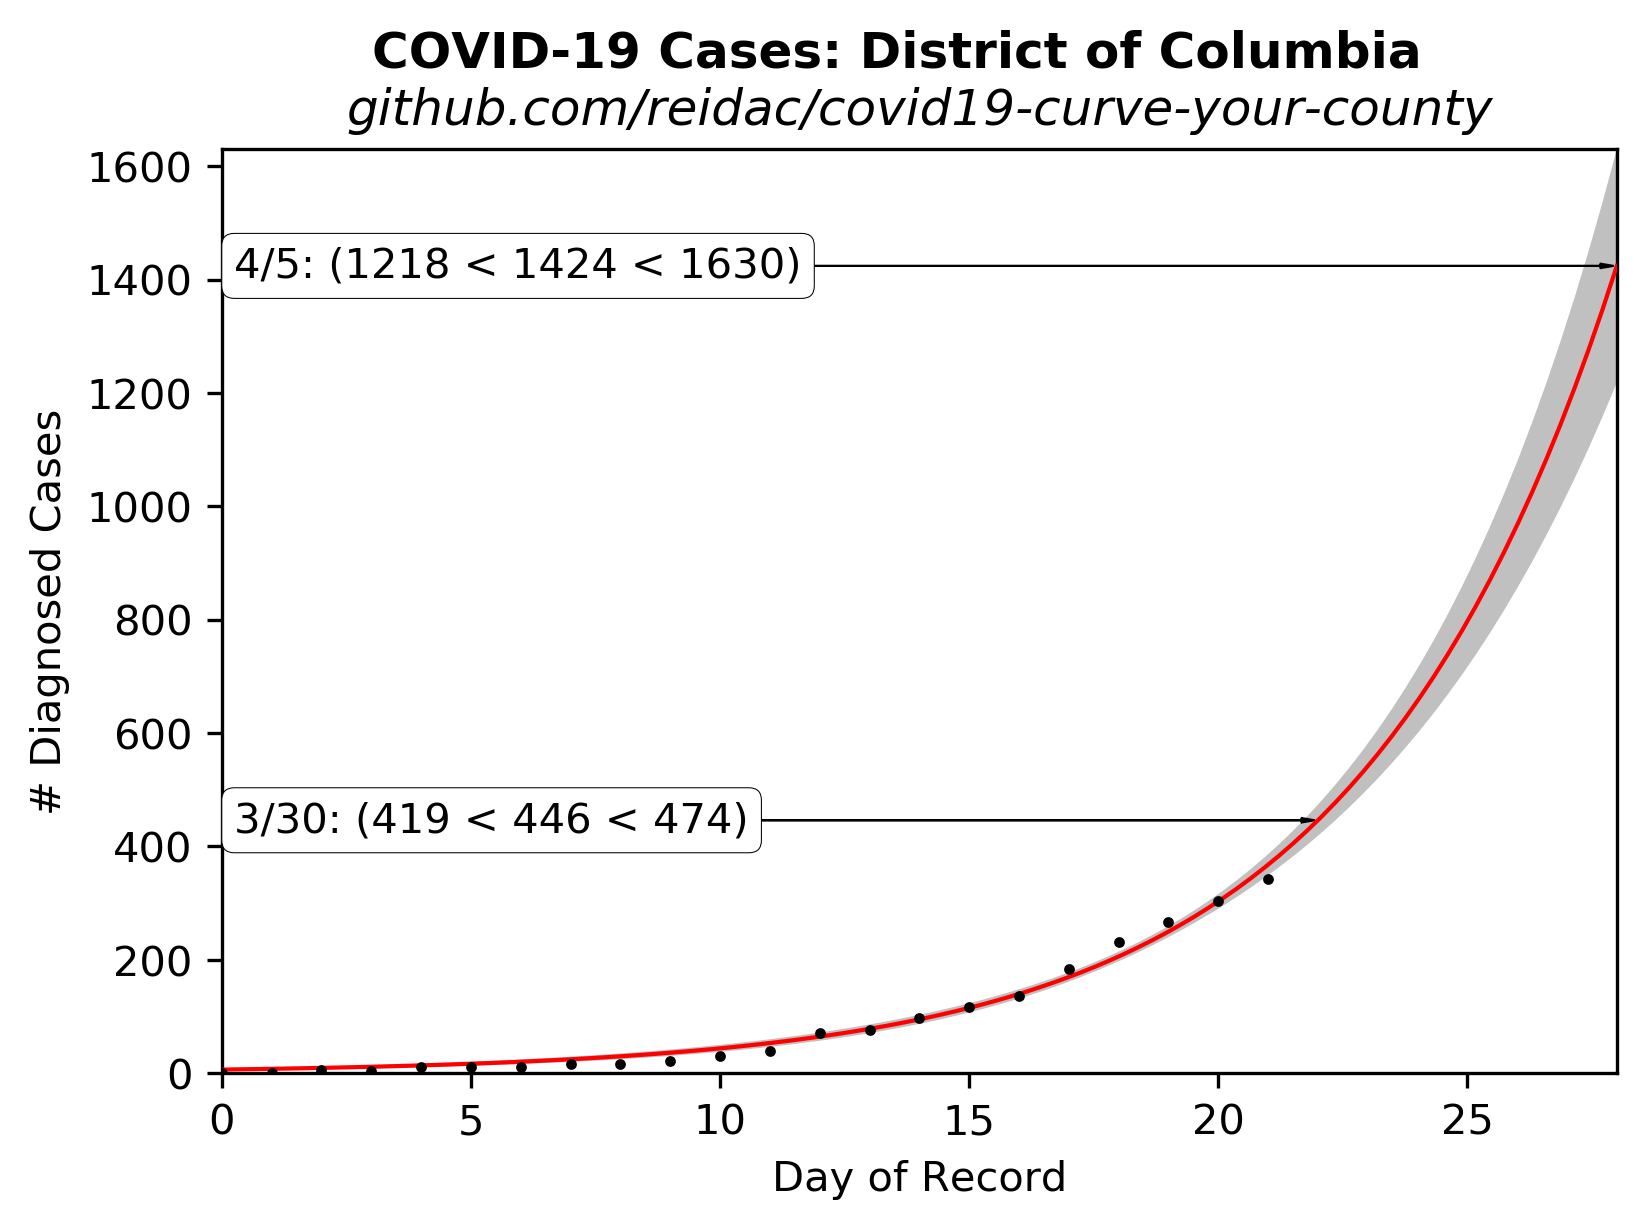 COVID-19 Cases: District of Columbia
github.com/reidac/covid19-curve-your-county
1600
4/5: (1218 < 1424 < 1630)
1400
1200
1000
# Diagnosed Cases
800
600
3/30: (419 < 446 < 474)
400
200
0
0 5 10 15 20 25
Day of Record